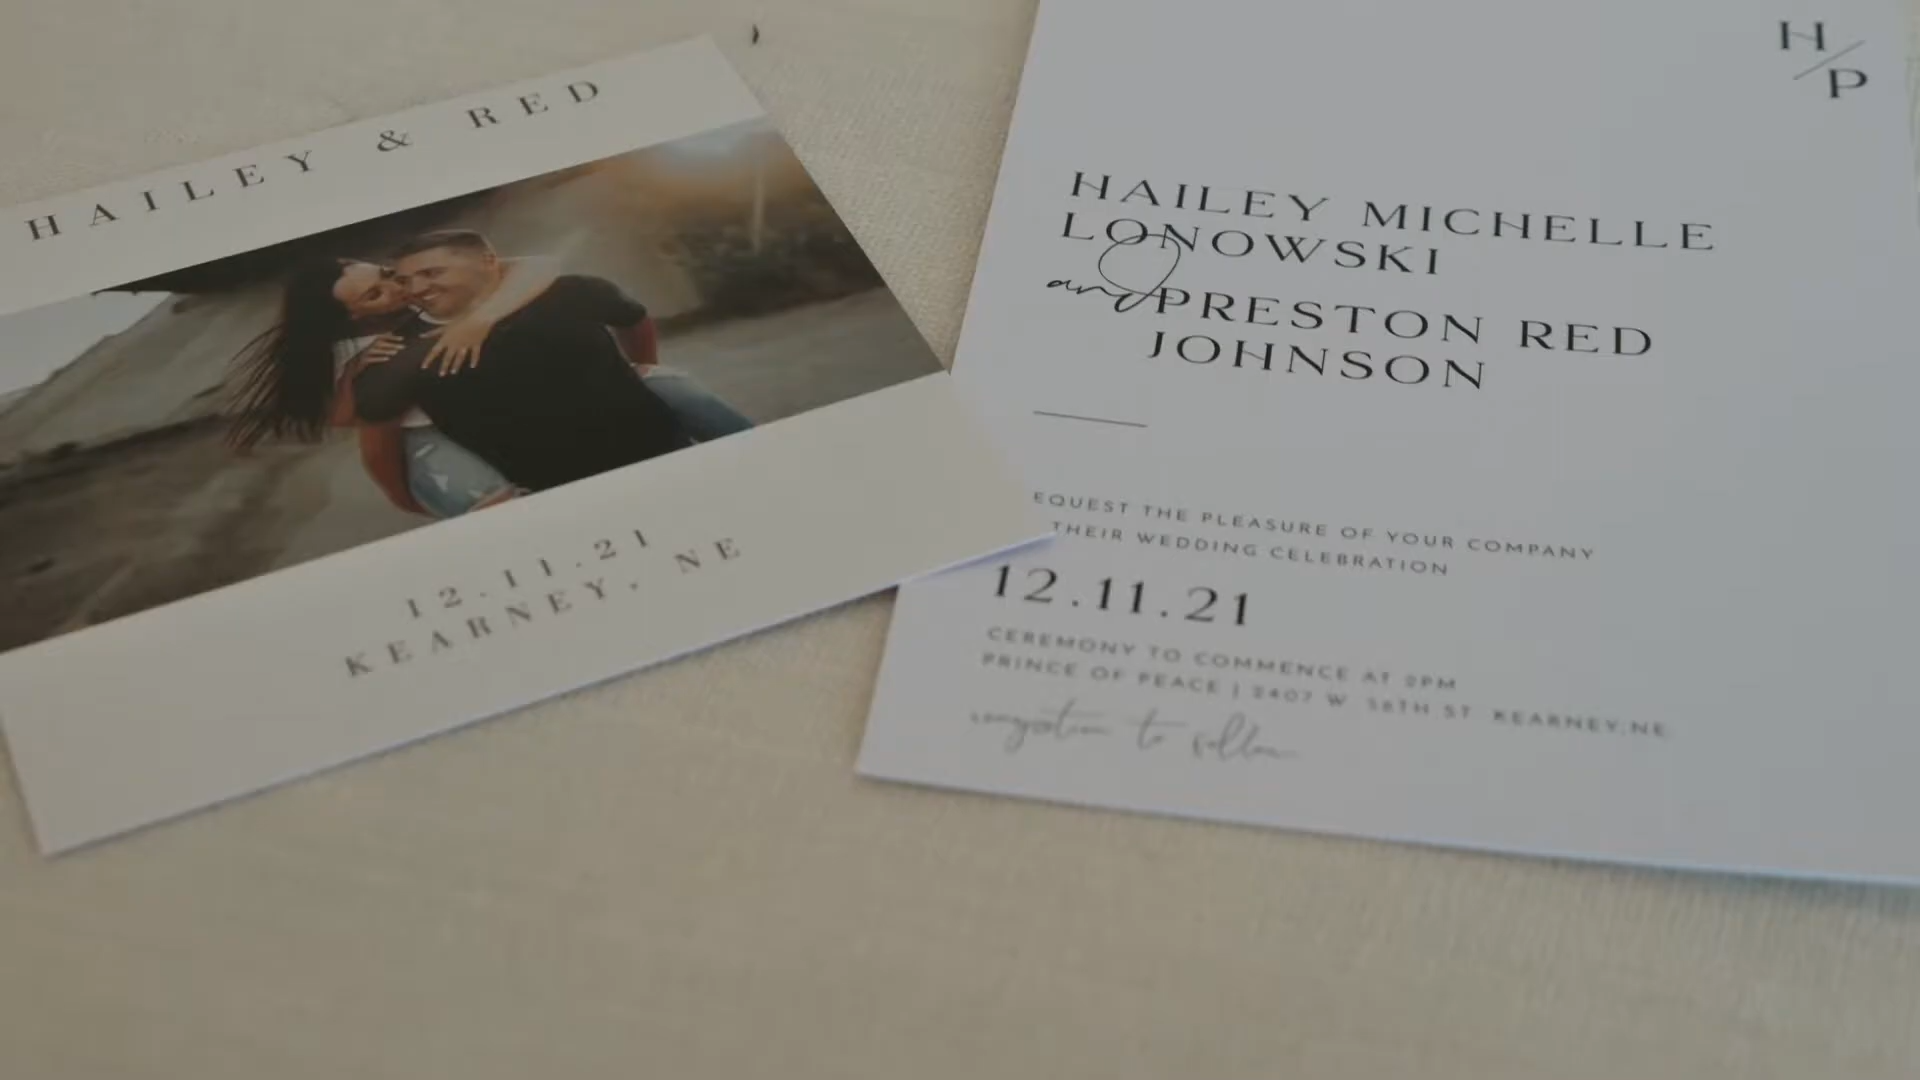 HAILEY & RED
12.11.21
KEARNEY, NE
H/P
HAILEY MICHELLE
LONOWSKI
and PRESTON RED
JOHNSON
EQUEST THE PLEASURE OF YOUR COMPANY
THEIR WEDDING CELEBRATION
12.11.21
CEREMONY TO COMMENCE AT 2PM
PRINCE OF PEACE | 2407 W. 56TH ST. KEARNEY, NE
to follow